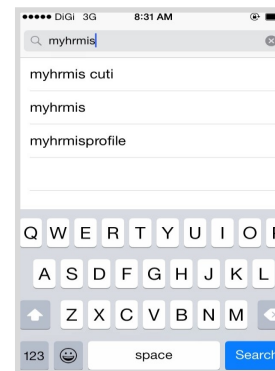 DiGi 3G 8:31 AM
myhrmis
myhrmis cuti
myhrmis
myhrmisprofile
Q W E R T Y U I O
A S D F G H J K L
Z X C V B N M
123 space Search